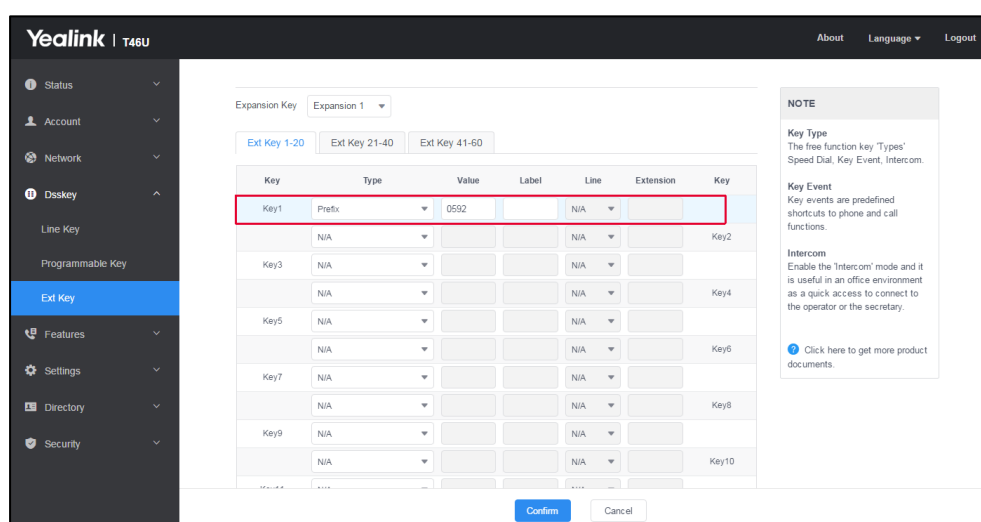 Yealink | T46U
About Language Logout
Status
Account
Network
Dsskey
Line Key
Programmable Key
Ext Key
Features
Settings
Directory
Security
Expansion Key Expansion 1
Ext Key 1-20 Ext Key 21-40 Ext Key 41-60
Key Type Value Label Line Extension Key
Key1 Prefix 0592 N/A
N/A N/A Key2
Key3 N/A N/A
N/A N/A Key4
Key5 N/A N/A
N/A N/A Key6
Key7 N/A N/A
N/A N/A Key8
Key9 N/A N/A
N/A N/A Key10
Confirm Cancel
NOTE
Key Type
The free function key 'Types'
Speed Dial, Key Event, Intercom.
Key Event
Key events are predefined
shortcuts to phone and call
functions.
Intercom
Enable the 'Intercom' mode and it
is useful in an office environment
as a quick access to connect to
the operator or the secretary.
Click here to get more product
documents.